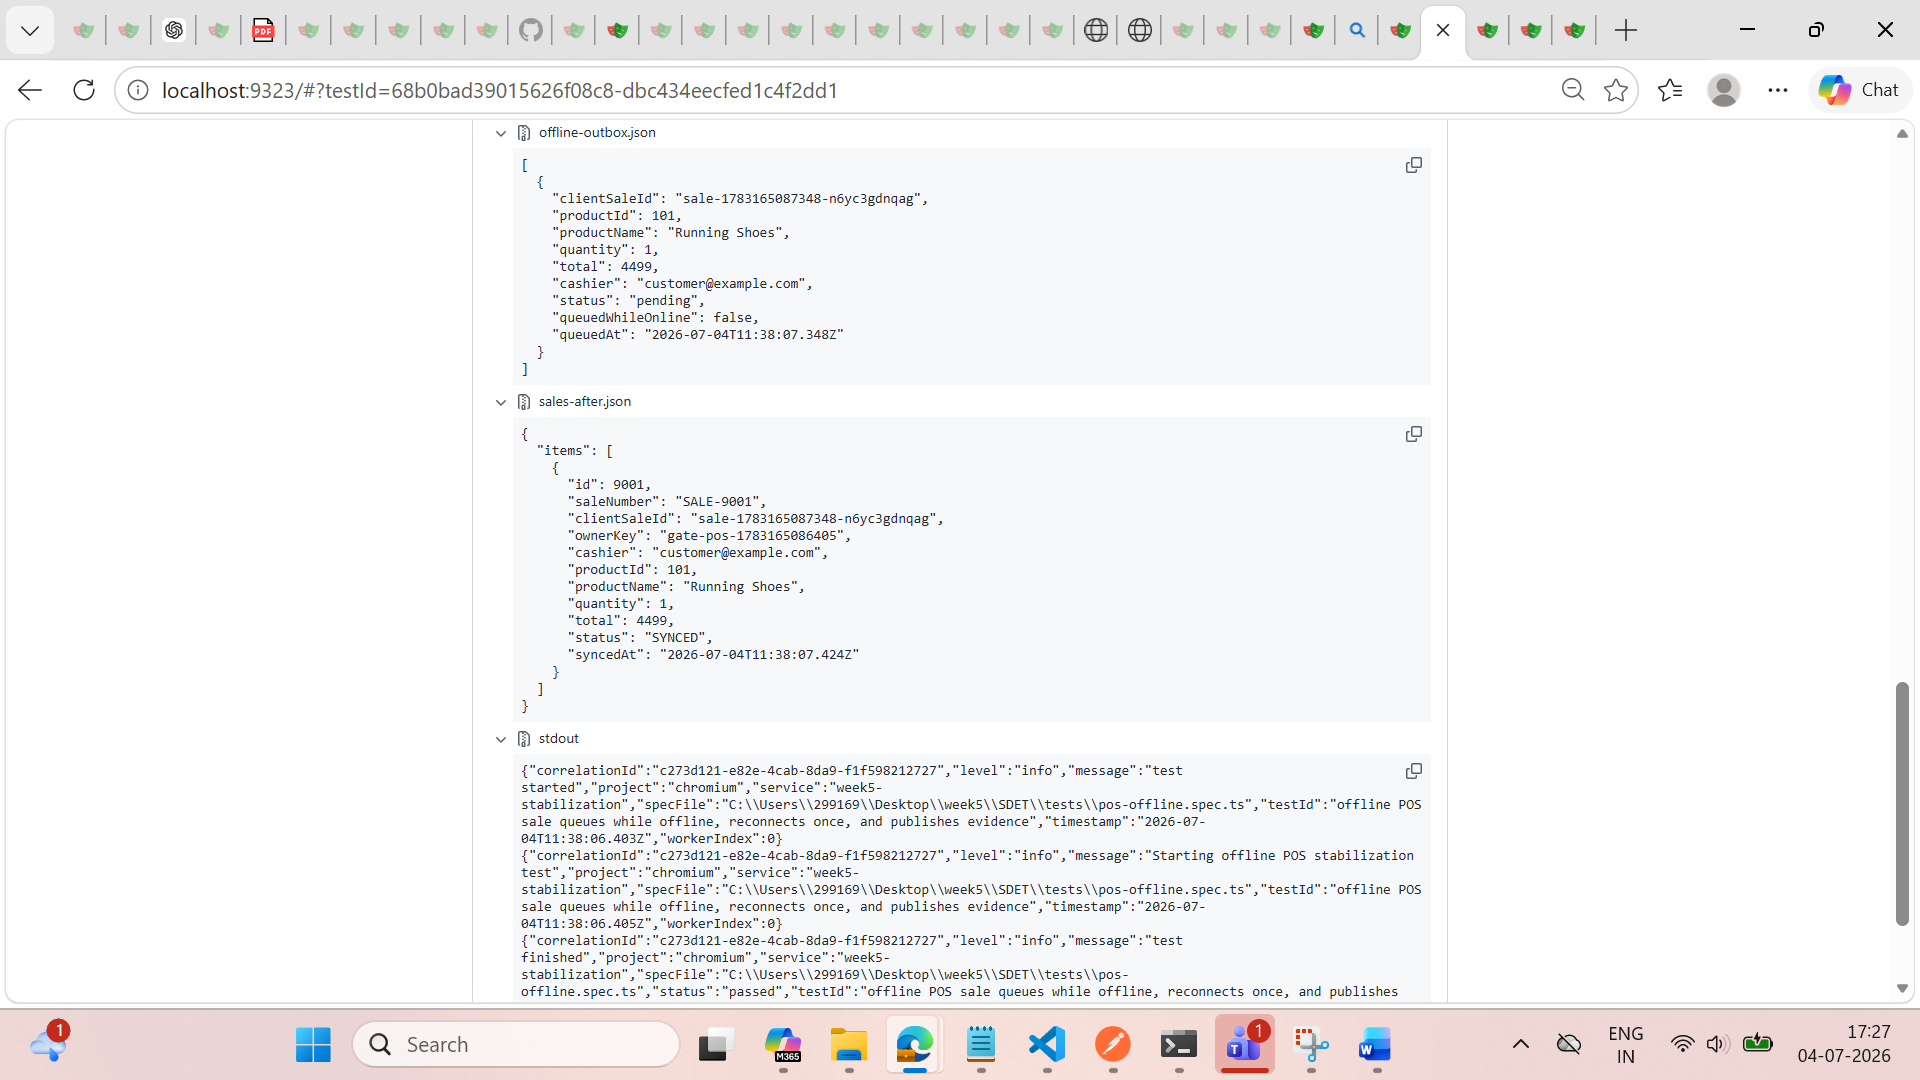 localhost:9323/#?testId=68b0bad39015626f08c8-dbc434eecfed1c4f2dd1
Chat
offline-outbox.json
[
  {
    "clientSaleId": "sale-1783165087348-n6yc3gdnqag",
    "productId": 101,
    "productName": "Running Shoes",
    "quantity": 1,
    "total": 4499,
    "cashier": "customer@example.com",
    "status": "pending",
    "queuedWhileOnline": false,
    "queuedAt": "2026-07-04T11:38:07.348Z"
  }
]
sales-after.json
{
  "items": [
    {
      "id": 9001,
      "saleNumber": "SALE-9001",
      "clientSaleId": "sale-1783165087348-n6yc3gdnqag",
      "ownerKey": "gate-pos-1783165086405",
      "cashier": "customer@example.com",
      "productId": 101,
      "productName": "Running Shoes",
      "quantity": 1,
      "total": 4499,
      "status": "SYNCED",
      "syncedAt": "2026-07-04T11:38:07.424Z"
    }
  ]
}
stdout
{"correlationId":"c273d121-e82e-4cab-8da9-f1f598212727","level":"info","message":"test
started","project":"chromium","service":"week5-
stabilization","specFile":"C:\\Users\\299169\\Desktop\\week5\\SDET\\tests\\pos-offline.spec.ts","testId":"offline POS
sale queues while offline, reconnects once, and publishes evidence","timestamp":"2026-07-
04T11:38:06.403Z","workerIndex":0}
{"correlationId":"c273d121-e82e-4cab-8da9-f1f598212727","level":"info","message":"Starting offline POS stabilization
test","project":"chromium","service":"week5-
stabilization","specFile":"C:\\Users\\299169\\Desktop\\week5\\SDET\\tests\\pos-offline.spec.ts","testId":"offline POS
sale queues while offline, reconnects once, and publishes evidence","timestamp":"2026-07-
04T11:38:06.405Z","workerIndex":0}
{"correlationId":"c273d121-e82e-4cab-8da9-f1f598212727","level":"info","message":"test
finished","project":"chromium","service":"week5-
stabilization","specFile":"C:\\Users\\299169\\Desktop\\week5\\SDET\\tests\\pos-
offline.spec.ts","status":"passed","testId":"offline POS sale queues while offline, reconnects once, and publishes
1
Search
M365
1
ENG
IN
17:27
04-07-2026
PDF